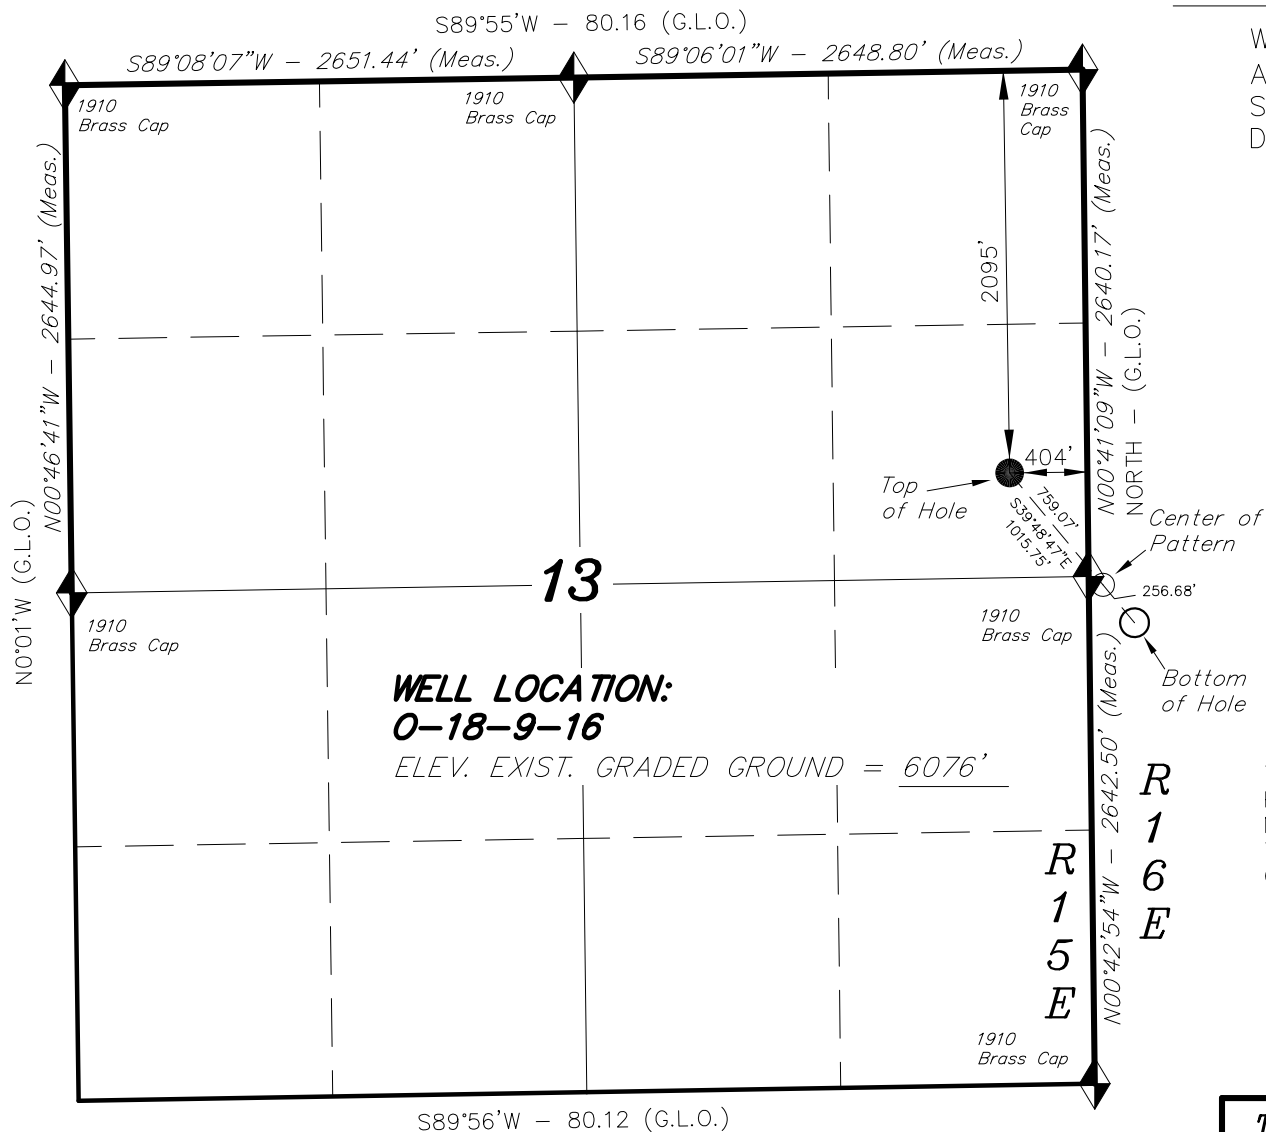 S89°55'W - 80.16 (G.L.O.)
S89°08'07"W - 2651.44' (Meas.)
S89°06'01"W - 2648.80' (Meas.)
W
A
S
D
1910
Brass Cap
1910
Brass Cap
1910
Brass
Cap
N00°46'41"W - 2644.97' (Meas.)
N0°01'W (G.L.O.)
2095'
N00°41'09"W - 2640.17' (Meas.)
NORTH - (G.L.O.)
404'
Top
of Hole
759.07'
S39°48'47"E
1015.75'
Center of
Pattern
256.68'
13
1910
Brass Cap
1910
Brass Cap
Bottom
of Hole
WELL LOCATION:
O-18-9-16
ELEV. EXIST. GRADED GROUND = 6076'
N00°42'54"W - 2642.50' (Meas.)
R
1
6
E
R
1
5
E
1910
Brass Cap
S89°56'W - 80.12 (G.L.O.)